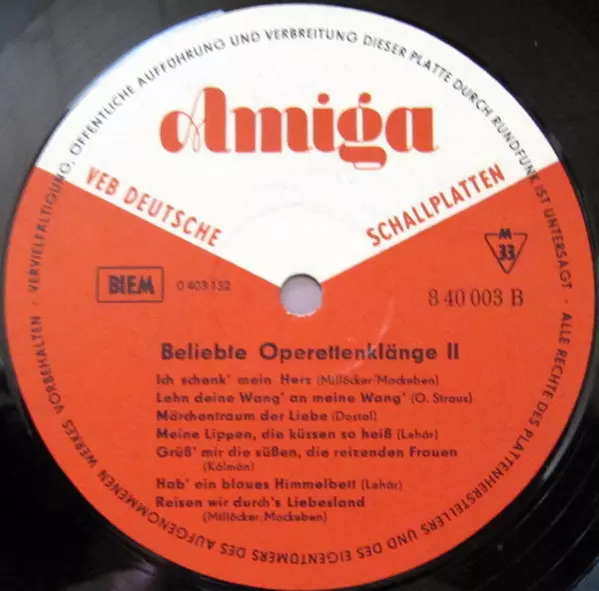 VERVIELFÄLTIGUNG, ÖFFENTLICHE AUFFÜHRUNG UND VERBREITUNG DIESER PLATTE DURCH RUNDFUNK IST UNTERSAGT · ALLE RECHTE DES PLATTENHERSTELLERS UND DES EIGENTÜMERS DES AUFGENOMMENEN WERKES VORBEHALTEN ·
Amiga
VEB DEUTSCHE SCHALLPLATTEN
M
33
BIEM
0 403 152
8 40 003 B
Beliebte Operettenklänge II
Ich schenk' mein Herz (Millöcker/Mackeben)
Lehn deine Wang' an meine Wang' (O. Straus)
Märchentraum der Liebe (Dostal)
Meine Lippen, die küssen so heiß (Lehár)
Grüß' mir die süßen, die reizenden Frauen
(Kálmán)
Hab' ein blaues Himmelbett (Lehár)
Reisen wir durch's Liebesland
(Millöcker/Mackeben)